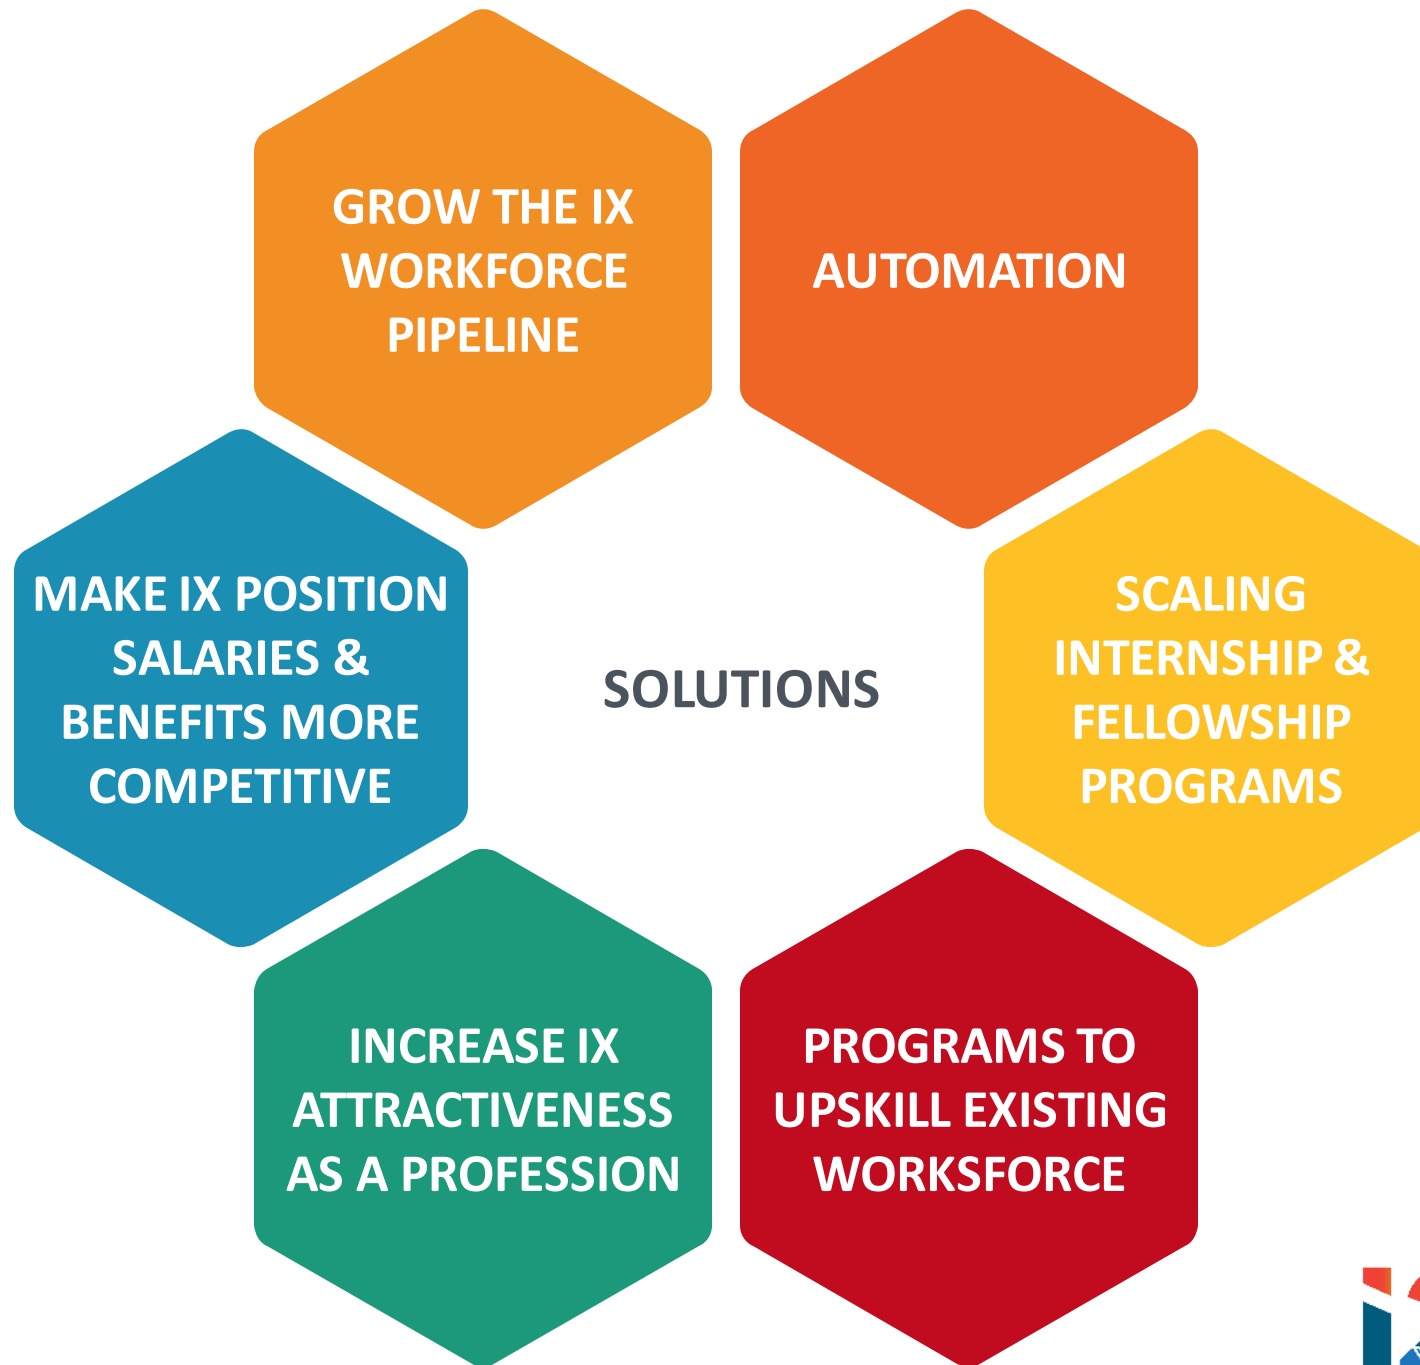 GROW THE IX
WORKFORCE
PIPELINE
AUTOMATION
MAKE IX POSITION
SALARIES &
BENEFITS MORE
COMPETITIVE
SOLUTIONS
SCALING
INTERNSHIP &
FELLOWSHIP
PROGRAMS
INCREASE IX
ATTRACTIVENESS
AS A PROFESSION
PROGRAMS TO
UPSKILL EXISTING
WORKSFORCE